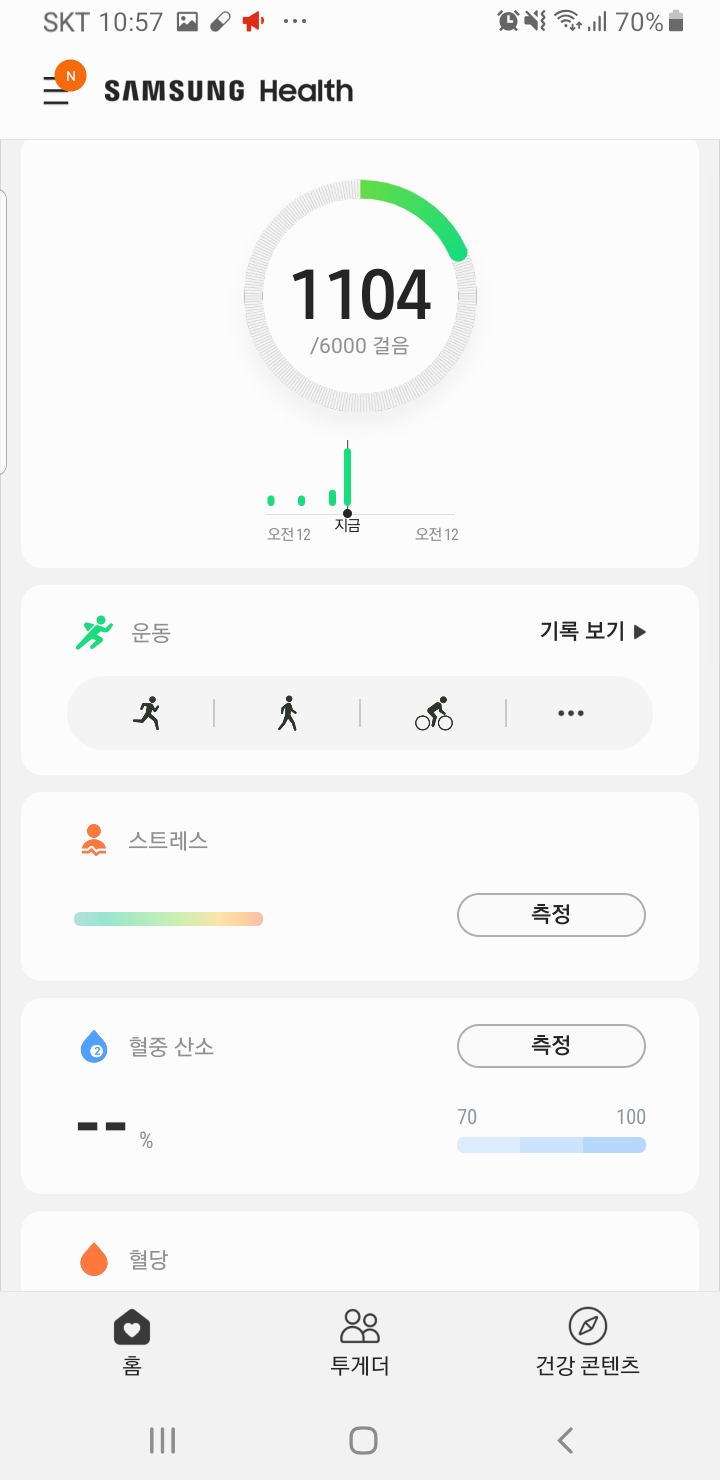 SKT 10:57 70%
N
SAMSUNG Health
1104
/6000 걸음
오전 12 지금 오전 12
운동 기록 보기
스트레스
측정
혈중 산소 측정
2
70 100
-- %
혈당
홈 투게더 건강 콘텐츠